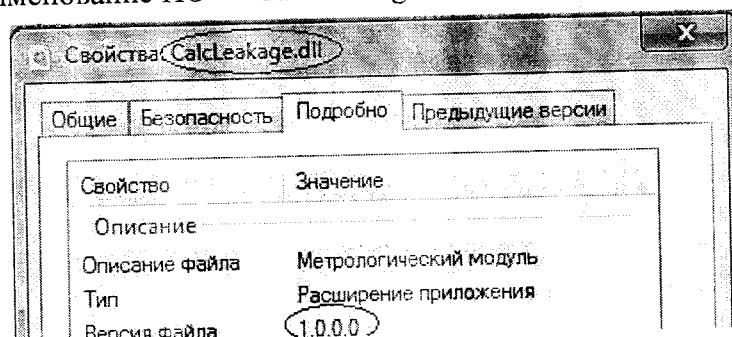 Свойства: CalcLeakage.dll
Общие Безопасность Подробно Предыдущие версии
Свойство Значение
Описание
Описание файла Метрологический модуль
Тип Расширение приложения
Версия файла 1.0.0.0